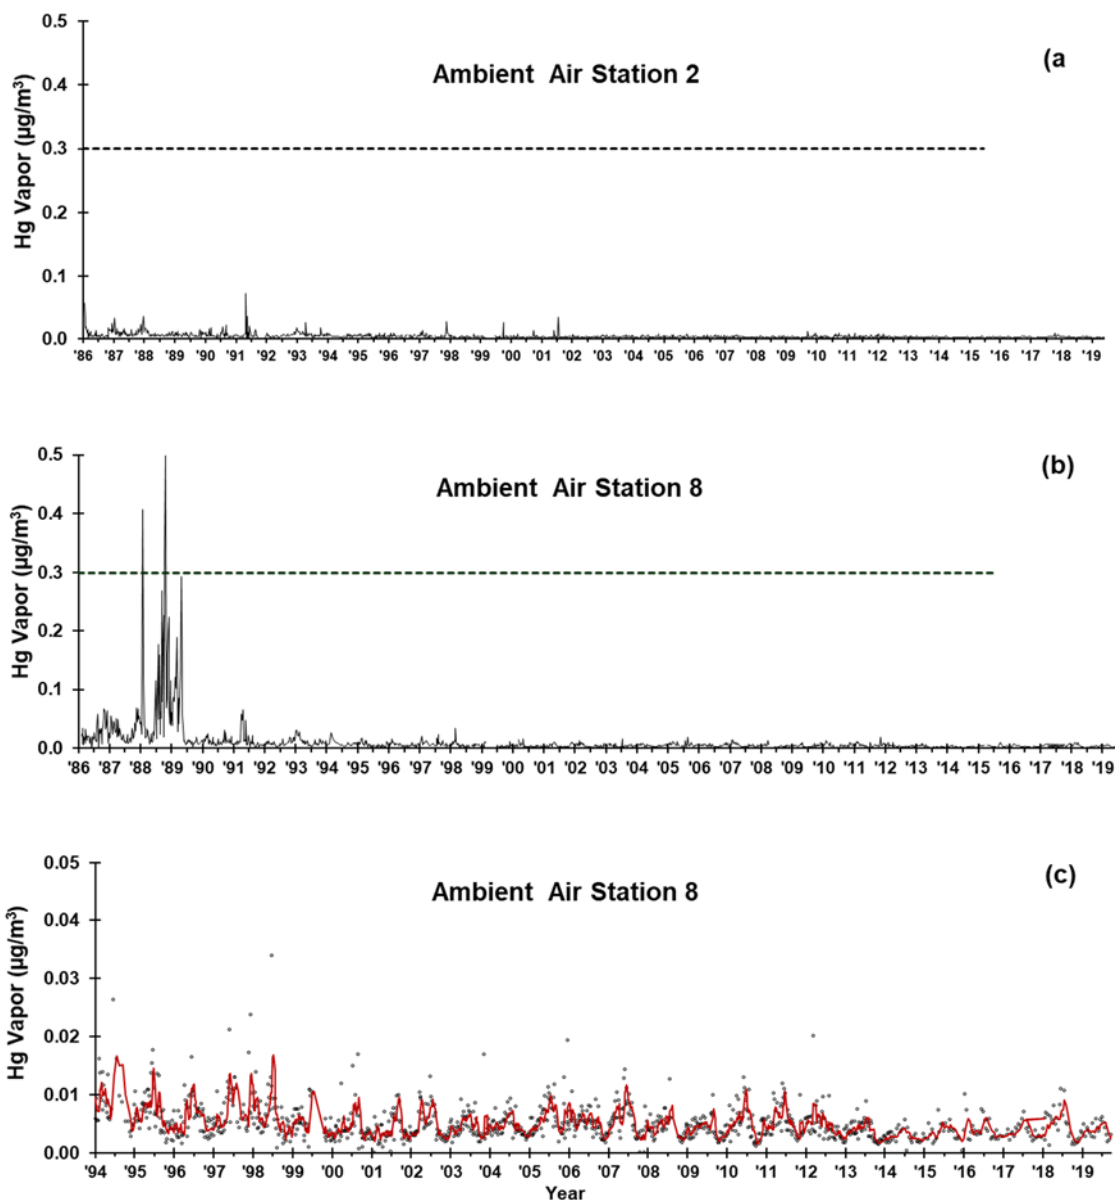 0.5
(a
Ambient Air Station 2
0.4
0.3
0.2
0.1
0.0
Hg Vapor (µg/m³)
'86 '87 '88 '89 '90 '91 '92 '93 '94 '95 '96 '97 '98 '99 '00 '01 '02 '03 '04 '05 '06 '07 '08 '09 '10 '11 '12 '13 '14 '15 '16 '17 '18 '19
0.5
(b)
Ambient Air Station 8
0.4
0.3
0.2
0.1
0.0
Hg Vapor (µg/m³)
'86 '87 '88 '89 '90 '91 '92 '93 '94 '95 '96 '97 '98 '99 '00 '01 '02 '03 '04 '05 '06 '07 '08 '09 '10 '11 '12 '13 '14 '15 '16 '17 '18 '19
0.05
(c)
Ambient Air Station 8
0.04
0.03
0.02
0.01
0.00
Hg Vapor (µg/m³)
'94 '95 '96 '97 '98 '99 '00 '01 '02 '03 '04 '05 '06 '07 '08 '09 '10 '11 '12 '13 '14 '15 '16 '17 '18 '19
Year